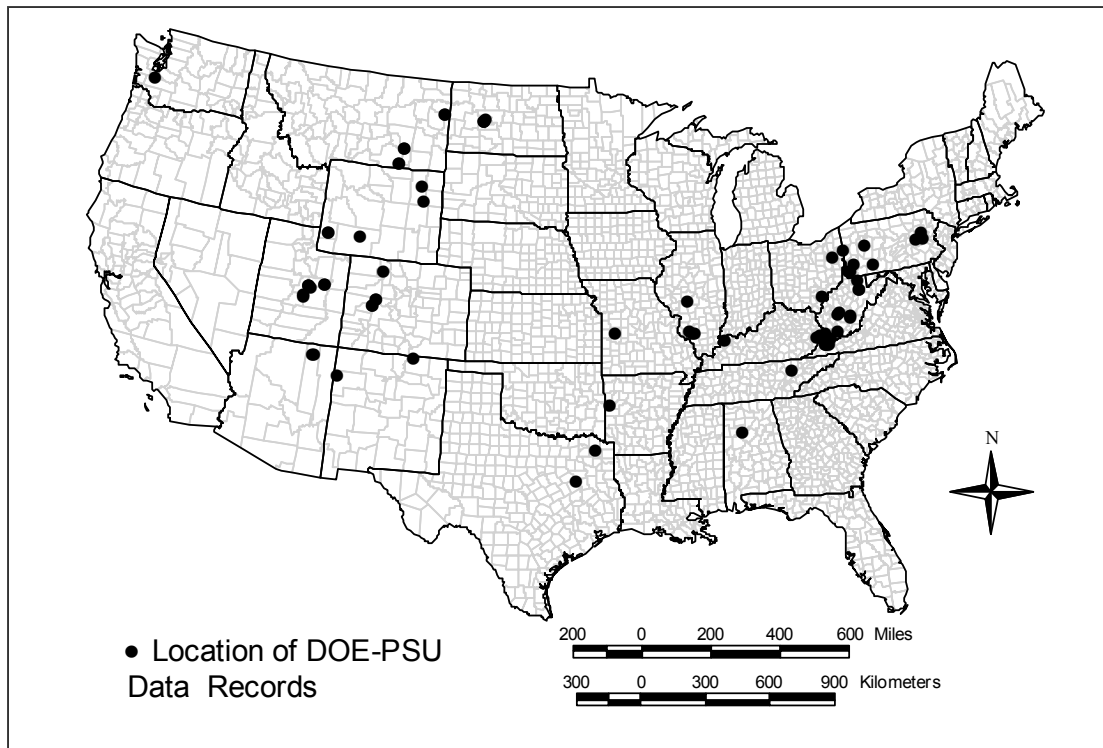 N
● Location of DOE-PSU
Data Records
200 0 200 400 600 Miles
300 0 300 600 900 Kilometers